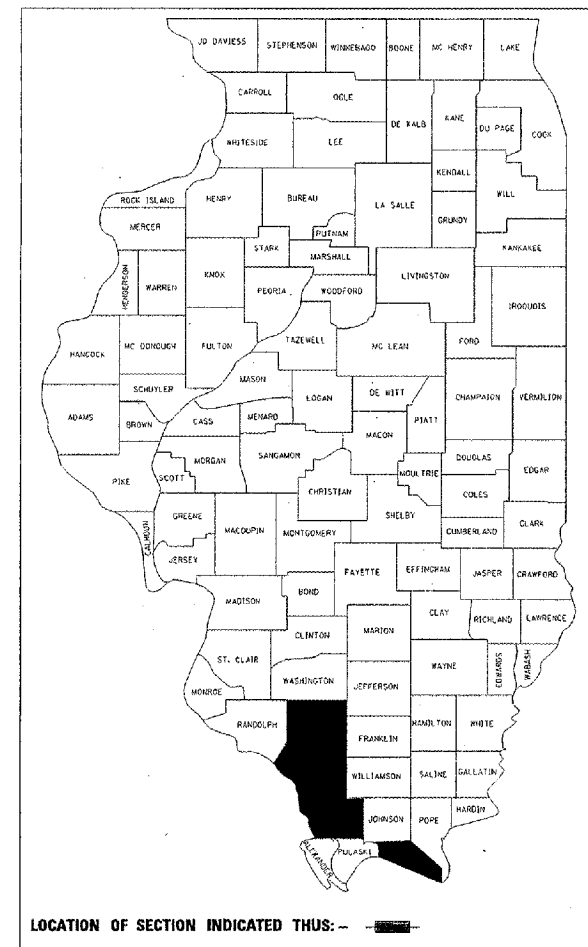 JO DAVIESS STEPHENSON WINNEBAGO BOONE MC HENRY LAKE
CARROLL OGLE DE KALB KANE DU PAGE COOK
WHITESIDE LEE
KENDALL WILL
ROCK ISLAND HENRY BUREAU LA SALLE GRUNDY
MERCER PUTNAM
STARK MARSHALL KANKAKEE
HENDERSON WARREN KNOX PEORIA WOODFORD LIVINGSTON IROQUOIS
HANCOCK MC DONOUGH FULTON TAZEWELL MC LEAN FORD
MASON
SCHUYLER LOGAN DE WITT CHAMPAIGN VERMILION
ADAMS BROWN CASS MENARD MACON PIATT
MORGAN SANGAMON DOUGLAS
PIKE SCOTT CHRISTIAN MOULTRIE COLES EDGAR
GREENE MACOUPIN MONTGOMERY SHELBY CUMBERLAND CLARK
CALHOUN JERSEY
FAYETTE EFFINGHAM JASPER CRAWFORD
MADISON BOND
CLAY RICHLAND LAWRENCE
CLINTON MARION
ST. CLAIR WAYNE EDWARDS WABASH
MONROE WASHINGTON JEFFERSON
RANDOLPH HAMILTON WHITE
FRANKLIN
WILLIAMSON SALINE GALLATIN
JOHNSON POPE HARDIN
ALEXANDER PULASKI
LOCATION OF SECTION INDICATED THUS: –